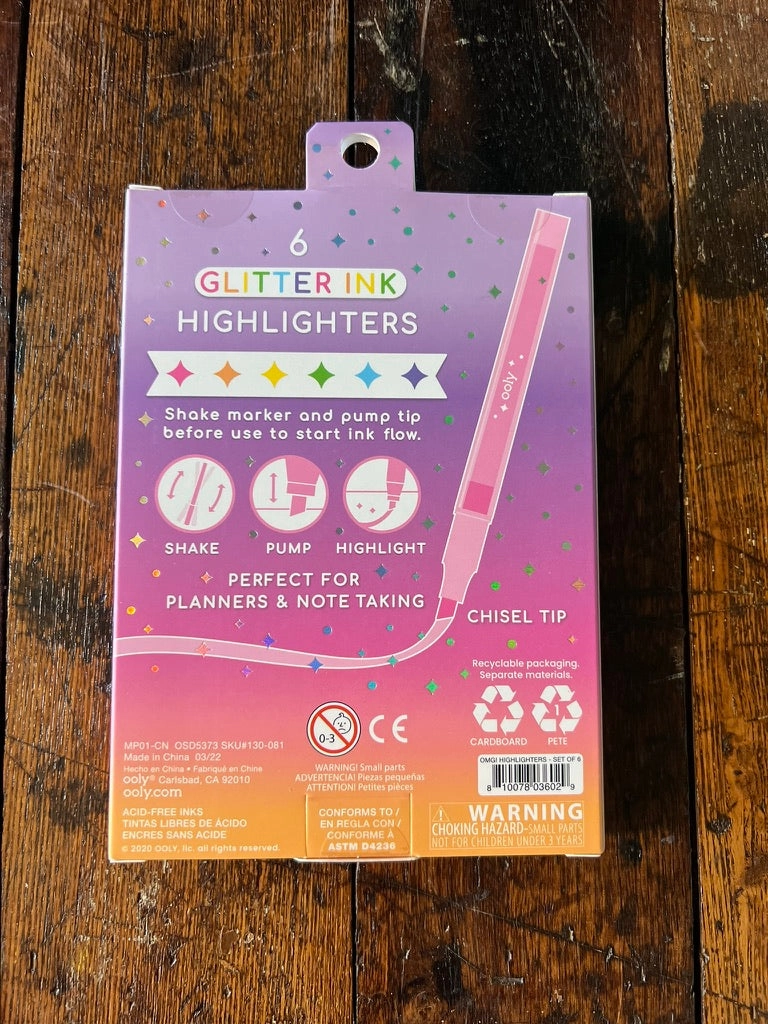 6
GLITTER INK
HIGHLIGHTERS
Shake marker and pump tip
before use to start ink flow.
SHAKE PUMP HIGHLIGHT
PERFECT FOR
PLANNERS & NOTE TAKING
ooly
CHISEL TIP
Recyclable packaging.
Separate materials.
1
CARDBOARD PETE
0-3
CE
MP01-CN OSD5373 SKU#130-081
Made in China 03/22
Hecho en China • Fabriqué en Chine
ooly® Carlsbad, CA 92010
ooly.com
WARNING! Small parts
ADVERTENCIA! Piezas pequeñas
ATTENTION! Petites pièces
OMG! HIGHLIGHTERS - SET OF 6
8 10078 03602 9
ACID-FREE INKS
TINTAS LIBRES DE ÁCIDO
ENCRES SANS ACIDE
© 2020 OOLY, llc. all rights reserved.
CONFORMS TO /
EN REGLA CON /
CONFORME À
ASTM D4236
WARNING
CHOKING HAZARD-SMALL PARTS
NOT FOR CHILDREN UNDER 3 YEARS